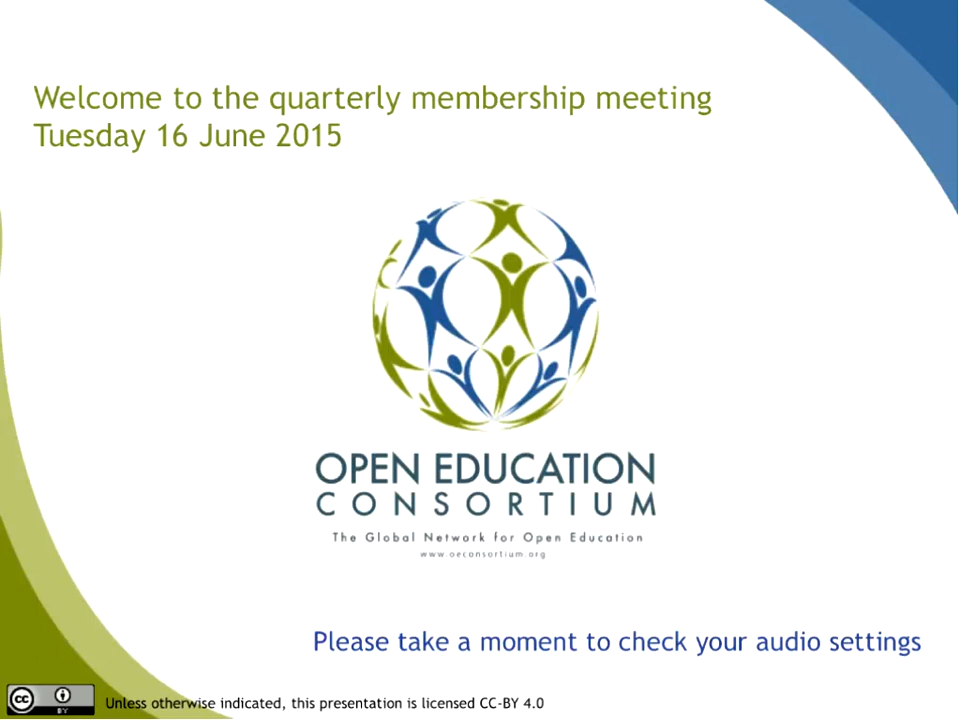 Welcome to the quarterly membership meeting
Tuesday 16 June 2015
OPEN EDUCATION
CONSORTIUM
The Global Network for Open Education
www.oeconsortium.org
Please take a moment to check your audio settings
cc
BY
Unless otherwise indicated, this presentation is licensed CC-BY 4.0